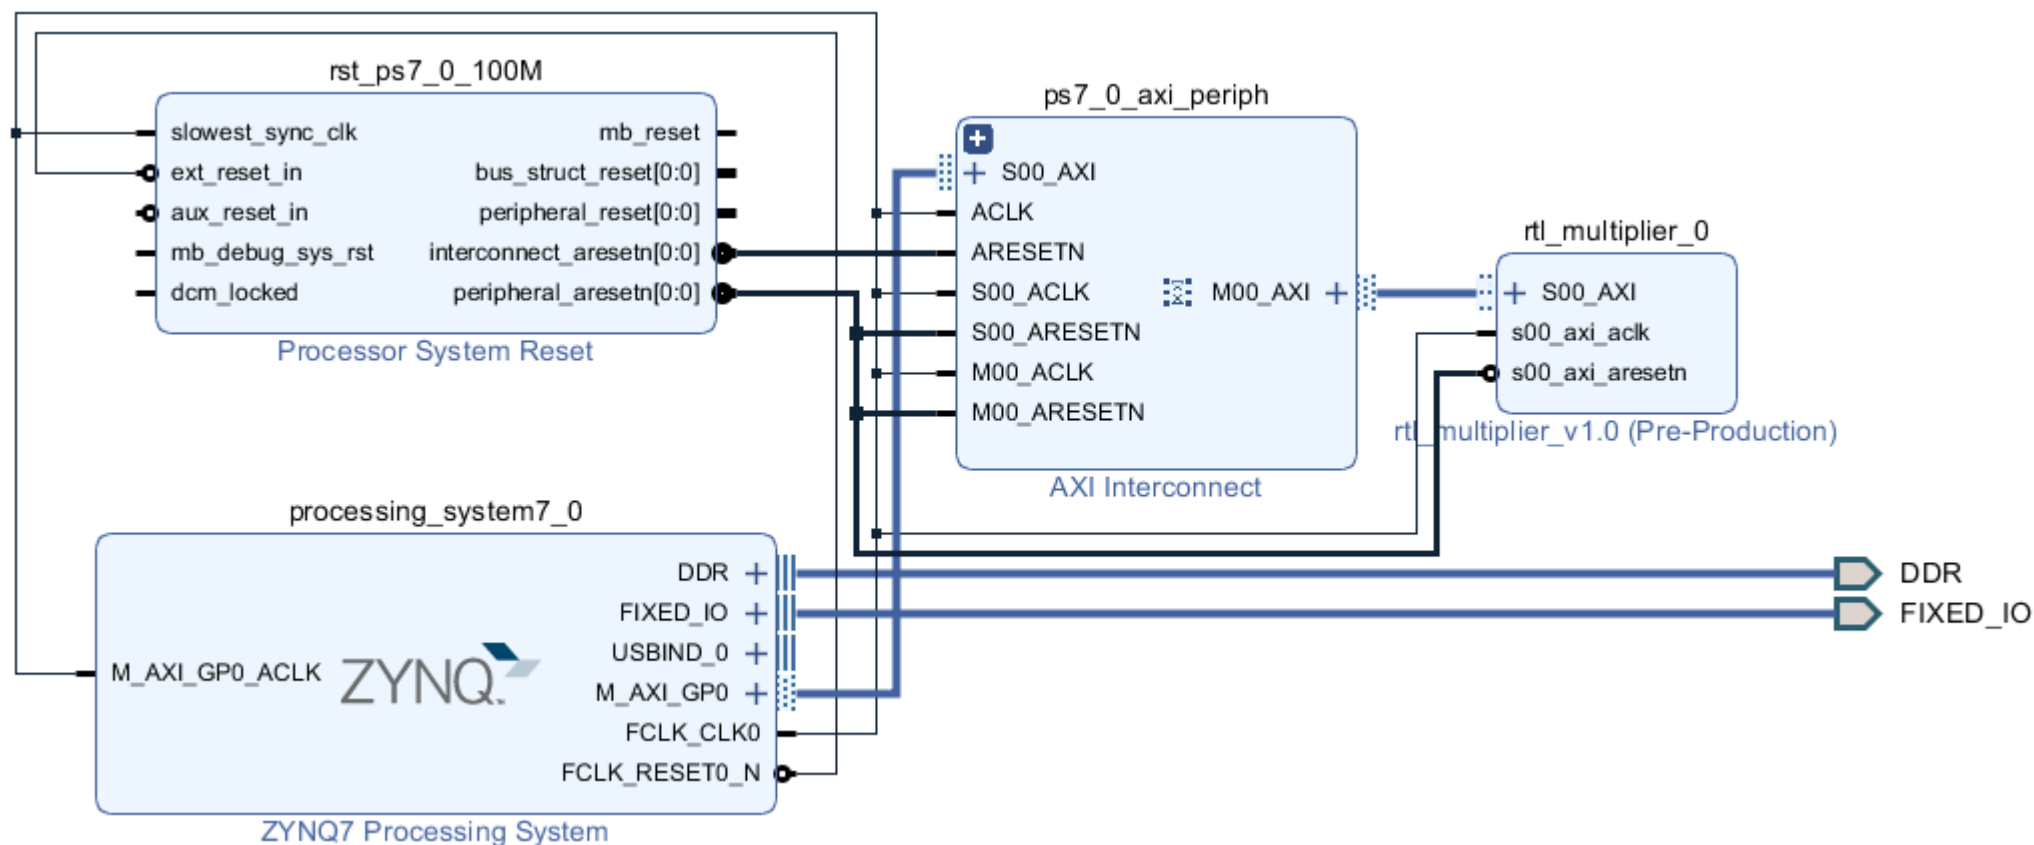 rst_ps7_0_100M
slowest_sync_clk
ext_reset_in
aux_reset_in
mb_debug_sys_rst
dcm_locked
mb_reset
bus_struct_reset[0:0]
peripheral_reset[0:0]
interconnect_aresetn[0:0]
peripheral_aresetn[0:0]
Processor System Reset
ps7_0_axi_periph
S00_AXI
ACLK
ARESETN
S00_ACLK
S00_ARESETN
M00_ACLK
M00_ARESETN
M00_AXI
AXI Interconnect
rtl_multiplier_0
S00_AXI
s00_axi_aclk
s00_axi_aresetn
rtl_multiplier_v1.0 (Pre-Production)
processing_system7_0
M_AXI_GP0_ACLK
ZYNQ
DDR
FIXED_IO
USBIND_0
M_AXI_GP0
FCLK_CLK0
FCLK_RESET0_N
ZYNQ7 Processing System
DDR
FIXED_IO